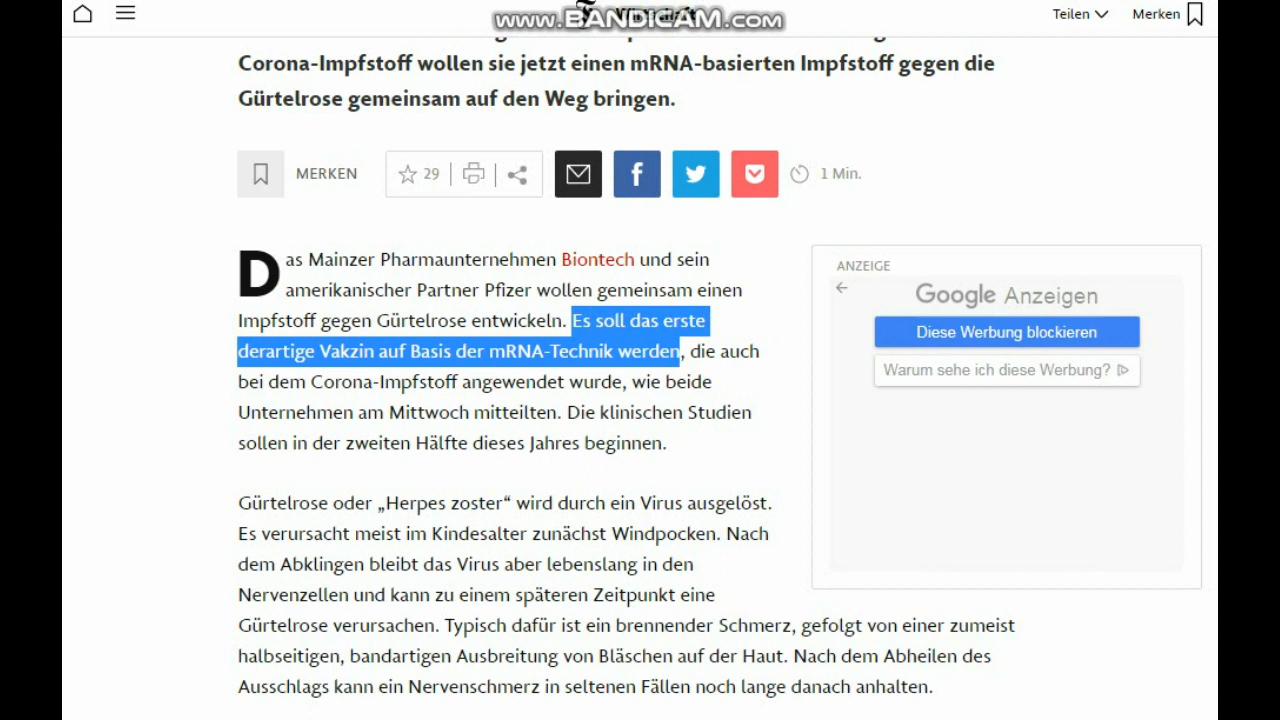 www.BANDICAM.com
Teilen
Merken
Corona-Impfstoff wollen sie jetzt einen mRNA-basierten Impfstoff gegen die
Gürtelrose gemeinsam auf den Weg bringen.
MERKEN
29
1 Min.
Das Mainzer Pharmaunternehmen Biontech und sein
amerikanischer Partner Pfizer wollen gemeinsam einen
Impfstoff gegen Gürtelrose entwickeln. Es soll das erste
derartige Vakzin auf Basis der mRNA-Technik werden, die auch
bei dem Corona-Impfstoff angewendet wurde, wie beide
Unternehmen am Mittwoch mitteilten. Die klinischen Studien
sollen in der zweiten Hälfte dieses Jahres beginnen.
ANZEIGE
Google Anzeigen
Diese Werbung blockieren
Warum sehe ich diese Werbung?
Gürtelrose oder „Herpes zoster“ wird durch ein Virus ausgelöst.
Es verursacht meist im Kindesalter zunächst Windpocken. Nach
dem Abklingen bleibt das Virus aber lebenslang in den
Nervenzellen und kann zu einem späteren Zeitpunkt eine
Gürtelrose verursachen. Typisch dafür ist ein brennender Schmerz, gefolgt von einer zumeist
halbseitigen, bandartigen Ausbreitung von Bläschen auf der Haut. Nach dem Abheilen des
Ausschlags kann ein Nervenschmerz in seltenen Fällen noch lange danach anhalten.